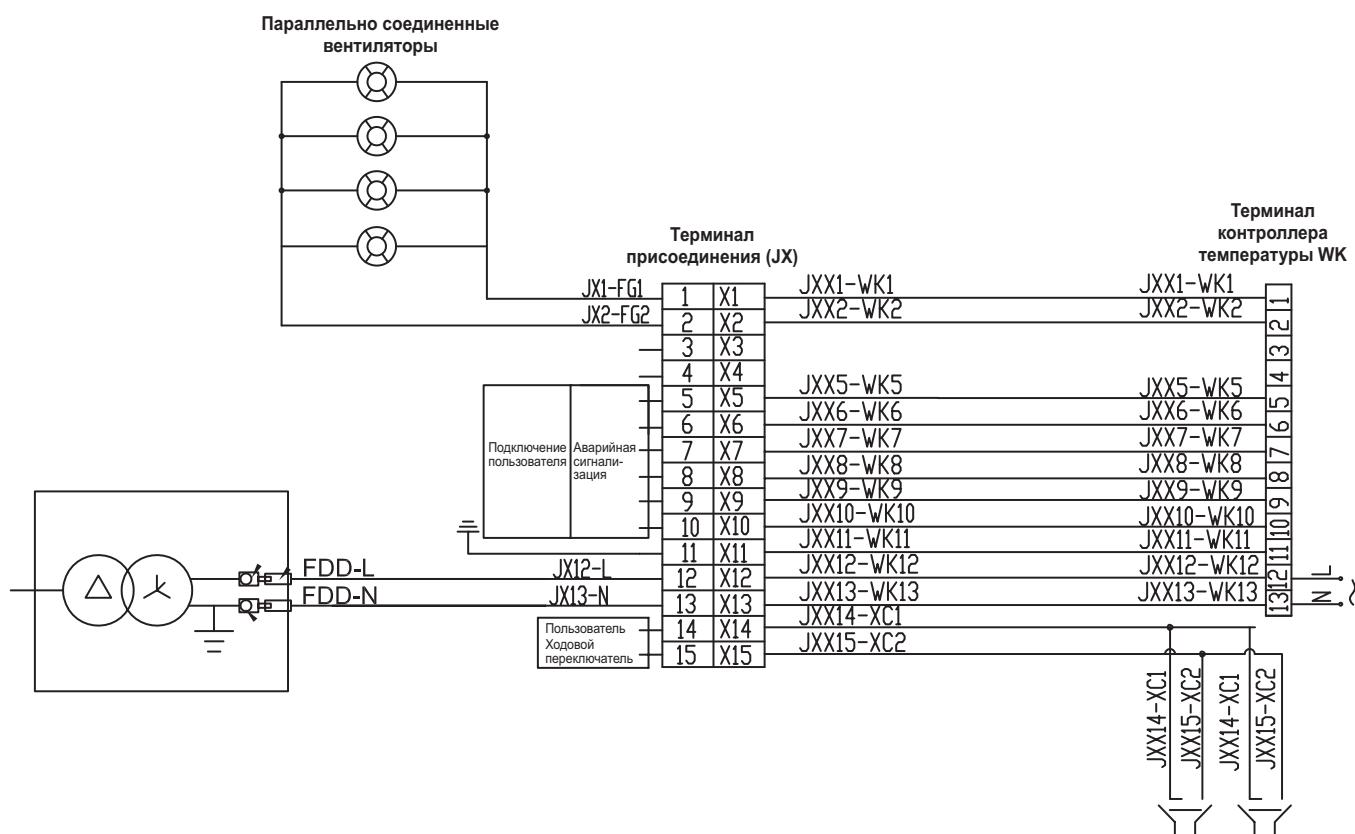 Параллельно соединенные
вентиляторы
Терминал
присоединения (JX)
Терминал
контроллера
температуры WK
JX1-FG1
1 X1
JXX1-WK1
JXX1-WK1
1
JX2-FG2
2 X2
JXX2-WK2
JXX2-WK2
2
3 X3
3
4 X4
4
5 X5
JXX5-WK5
JXX5-WK5
5
6 X6
JXX6-WK6
JXX6-WK6
6
Подключение
пользователя
Аварийная
сигнали-
зация
7 X7
JXX7-WK7
JXX7-WK7
7
8 X8
JXX8-WK8
JXX8-WK8
8
9 X9
JXX9-WK9
JXX9-WK9
9
10 X10
JXX10-WK10
JXX10-WK10
10
11 X11
JXX11-WK11
JXX11-WK11
11
FDD-L
JX12-L
12 X12
JXX12-WK12
JXX12-WK12
12
L
FDD-N
JX13-N
13 X13
JXX13-WK13
JXX13-WK13
13
N
~
Пользователь
Ходовой
переключатель
14 X14
JXX14-XC1
15 X15
JXX15-XC2
JXX14-XC1
JXX15-XC2
JXX14-XC1
JXX15-XC2